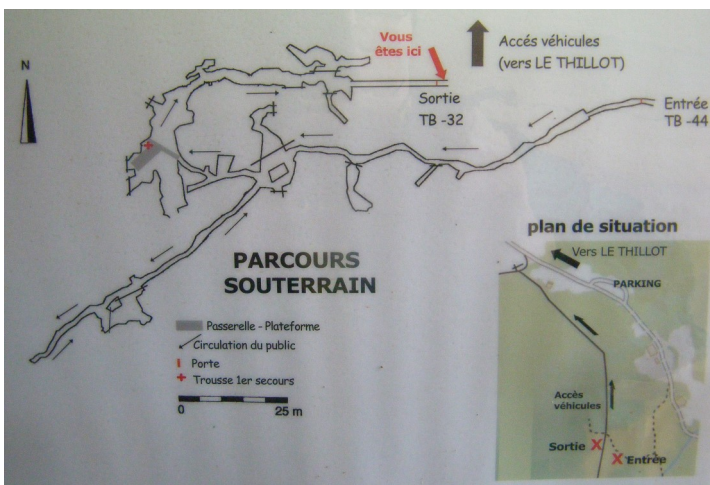 N
Vous
êtes ici
Accés véhicules
(vers LE THILLOT)
Sortie
TB -32
Entrée
TB -44
PARCOURS
SOUTERRAIN
Passerelle - Plateforme
Circulation du public
Porte
Trousse 1er secours
0 25 m
plan de situation
Vers LE THILLOT
PARKING
Accès
véhicules
Sortie
Entrée